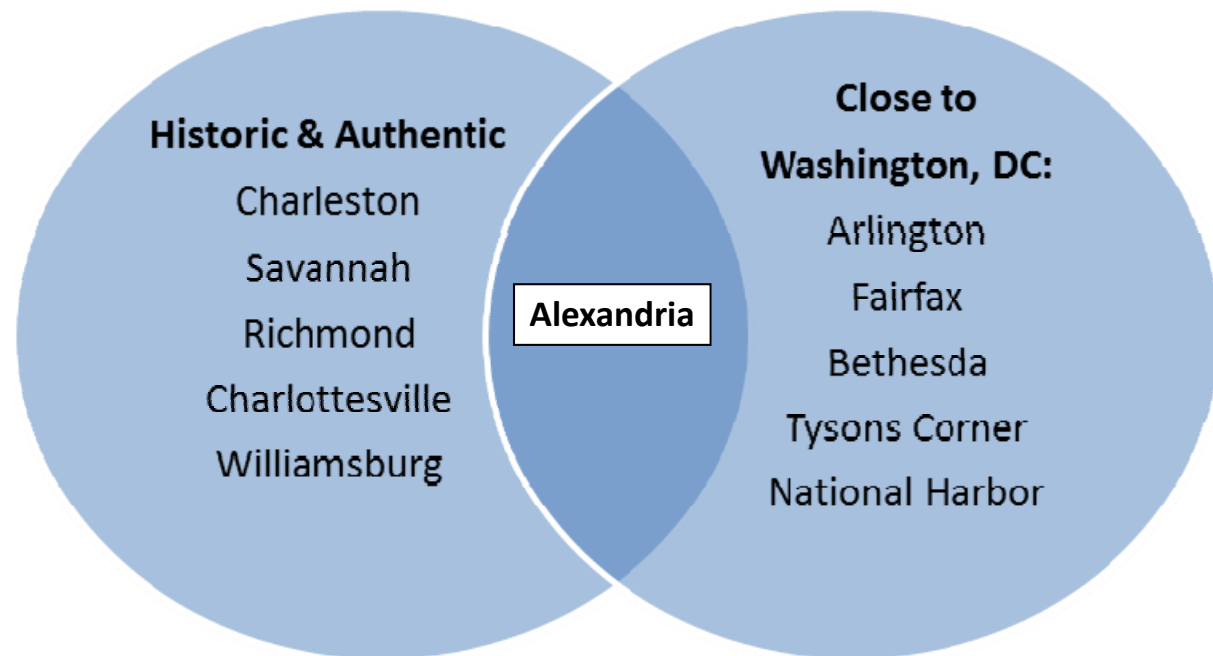 Historic & Authentic
Charleston
Savannah
Richmond
Charlottesville
Williamsburg
Alexandria
Close to
Washington, DC:
Arlington
Fairfax
Bethesda
Tysons Corner
National Harbor